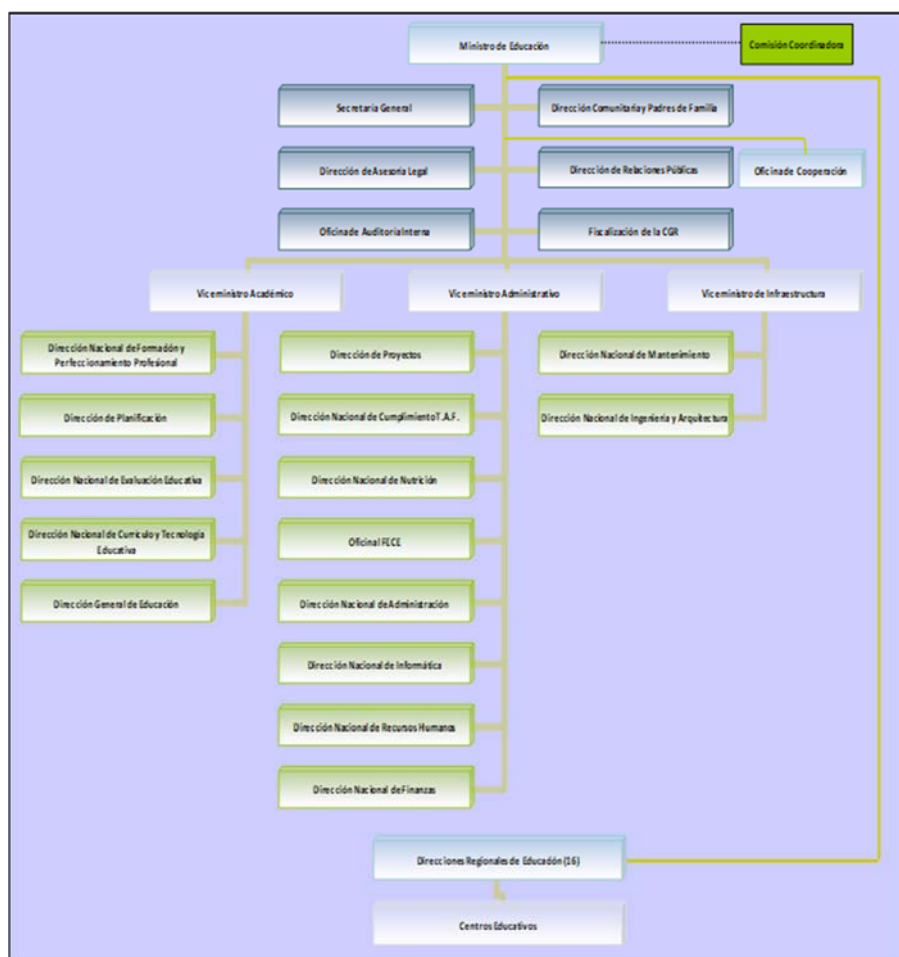 Ministro de Educación
Comisión Coordinadora
Secretaría General
Dirección Comunitaria y Padres de Familia
Dirección de Asesoría Legal
Dirección de Relaciones Públicas
Oficina de Cooperación
Oficina de Auditoria Interna
Fiscalización de la CGR
Viceministro Académico
Viceministro Administrativo
Viceministro de Infraestructura
Dirección Nacional de Formación y
Perfeccionamiento Profesional
Dirección de Proyectos
Dirección Nacional de Mantenimiento
Dirección de Planificación
Dirección Nacional de Cumplimiento T.A.F.
Dirección Nacional de Ingeniería y Arquitectura
Dirección Nacional de Evaluación Educativa
Dirección Nacional de Nutrición
Dirección Nacional de Currículo y Tecnología
Educativa
Oficinal FECE
Dirección General de Educación
Dirección Nacional de Administración
Dirección Nacional de Informática
Dirección Nacional de Recursos Humanos
Dirección Nacional de Finanzas
Direcciones Regionales de Educación (16)
Centros Educativos